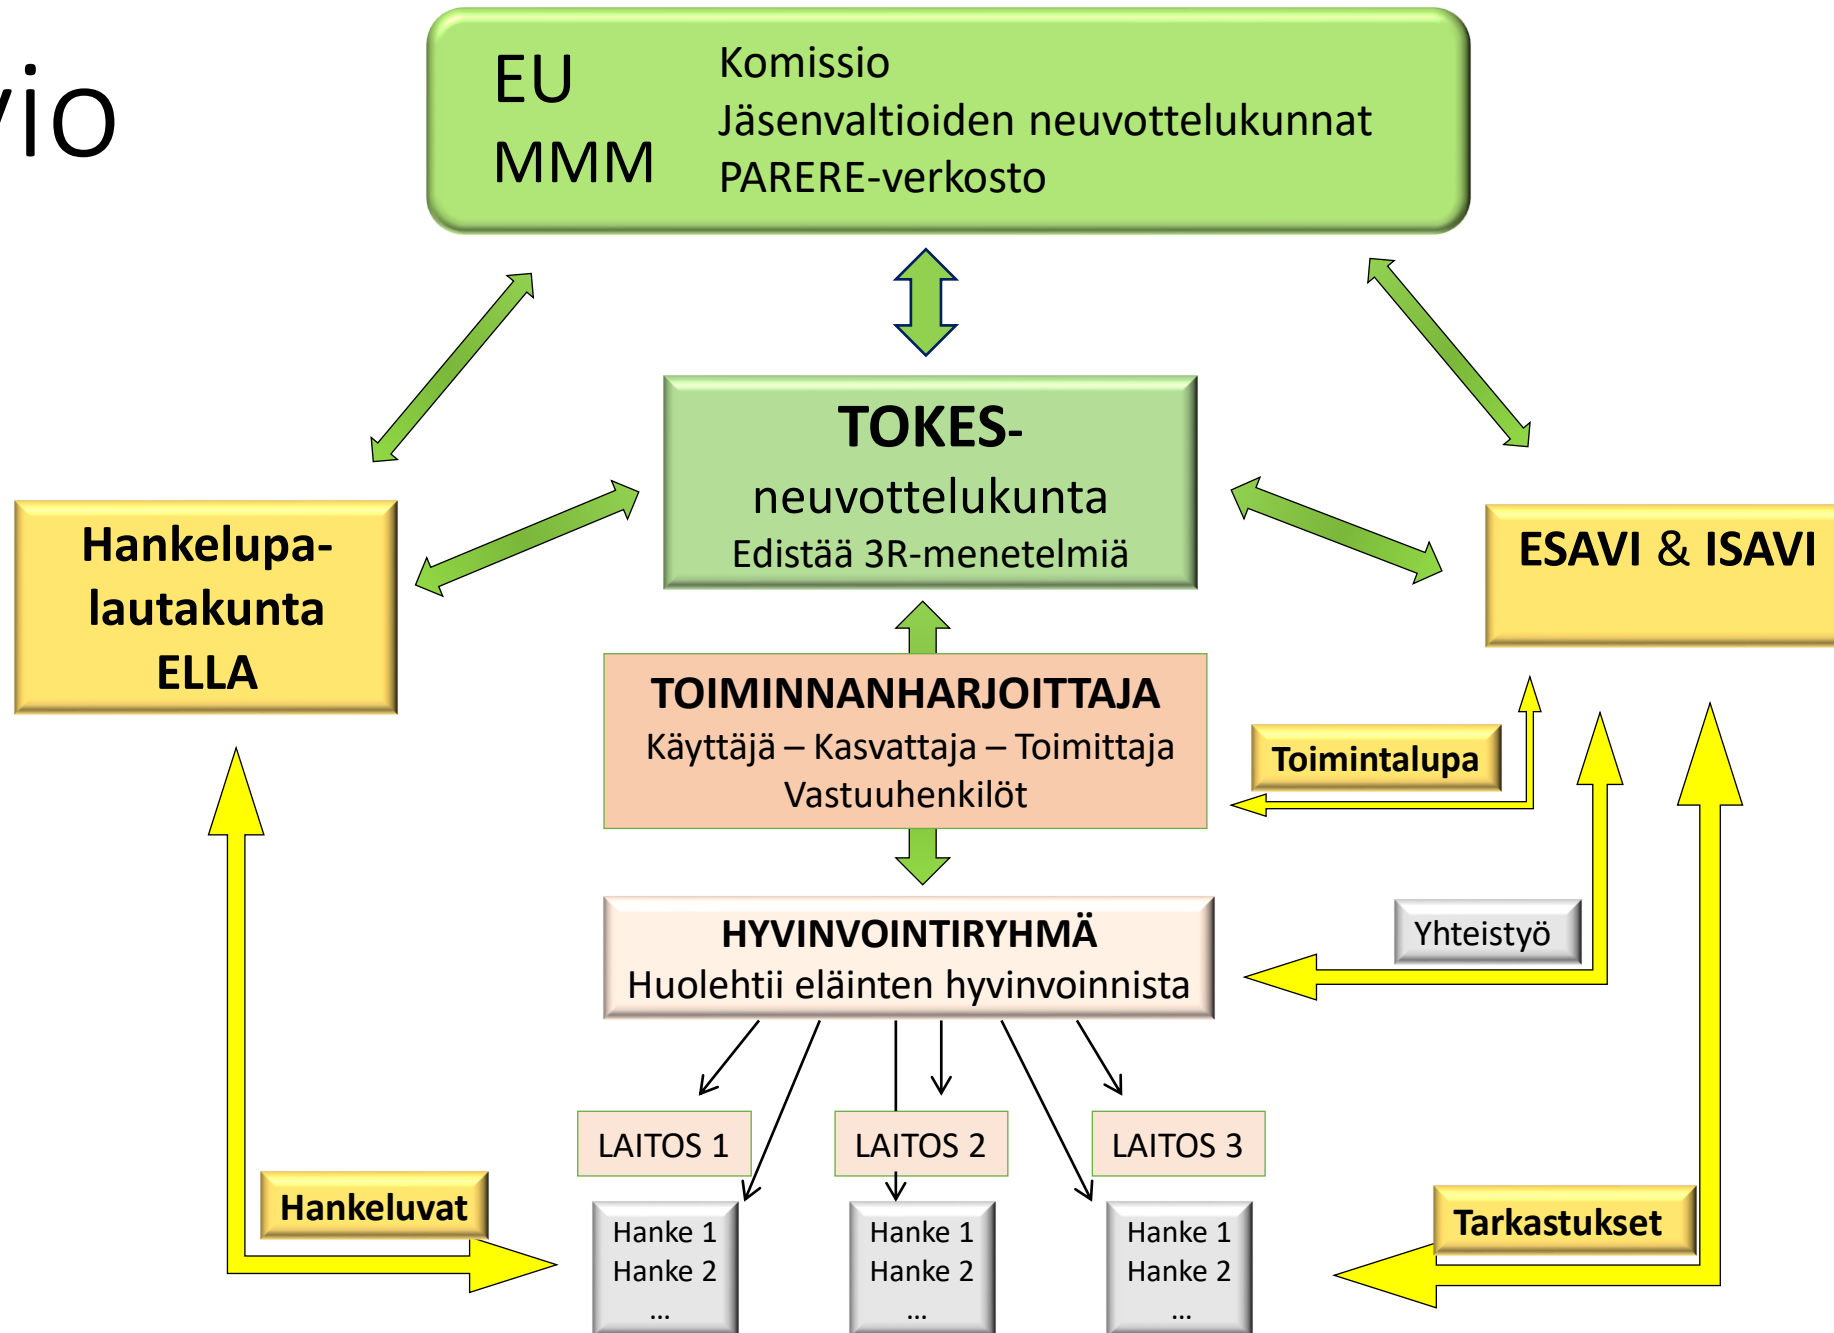 vio
EU
MMM
Komissio
Jäsenvaltioiden neuvottelukunnat
PARERE-verkosto
TOKES-
neuvottelukunta
Edistää 3R-menetelmiä
Hankelupa-
lautakunta
ELLA
ESAVI & ISAVI
TOIMINNANHARJOITTAJA
Käyttäjä – Kasvattaja – Toimittaja
Vastuuhenkilöt
Toimintalupa
HYVINVOINTIRYHMÄ
Huolehtii eläinten hyvinvoinnista
Yhteistyö
LAITOS 1
LAITOS 2
LAITOS 3
Hankeluvat
Hanke 1
Hanke 2
...
Hanke 1
Hanke 2
...
Hanke 1
Hanke 2
...
Tarkastukset